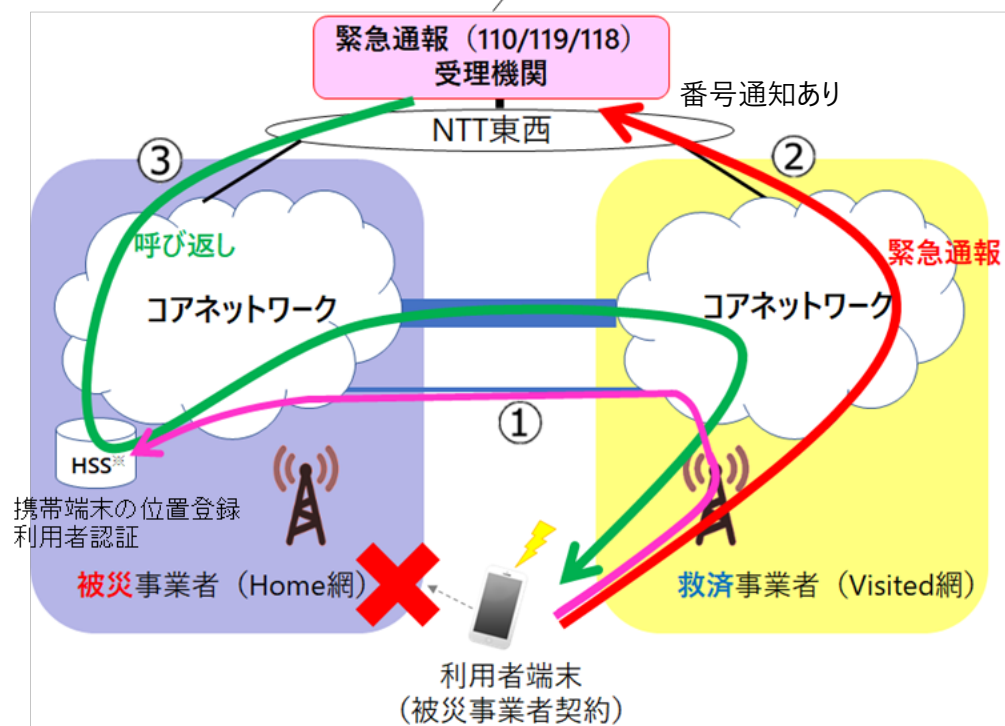 緊急通報（110/119/118）
受理機関
番号通知あり
NTT東西
③
②
呼び返し
緊急通報
コアネットワーク
コアネットワーク
①
HSS※
携帯端末の位置登録
利用者認証
被災事業者（Home網）
救済事業者（Visited網）
利用者端末
（被災事業者契約）